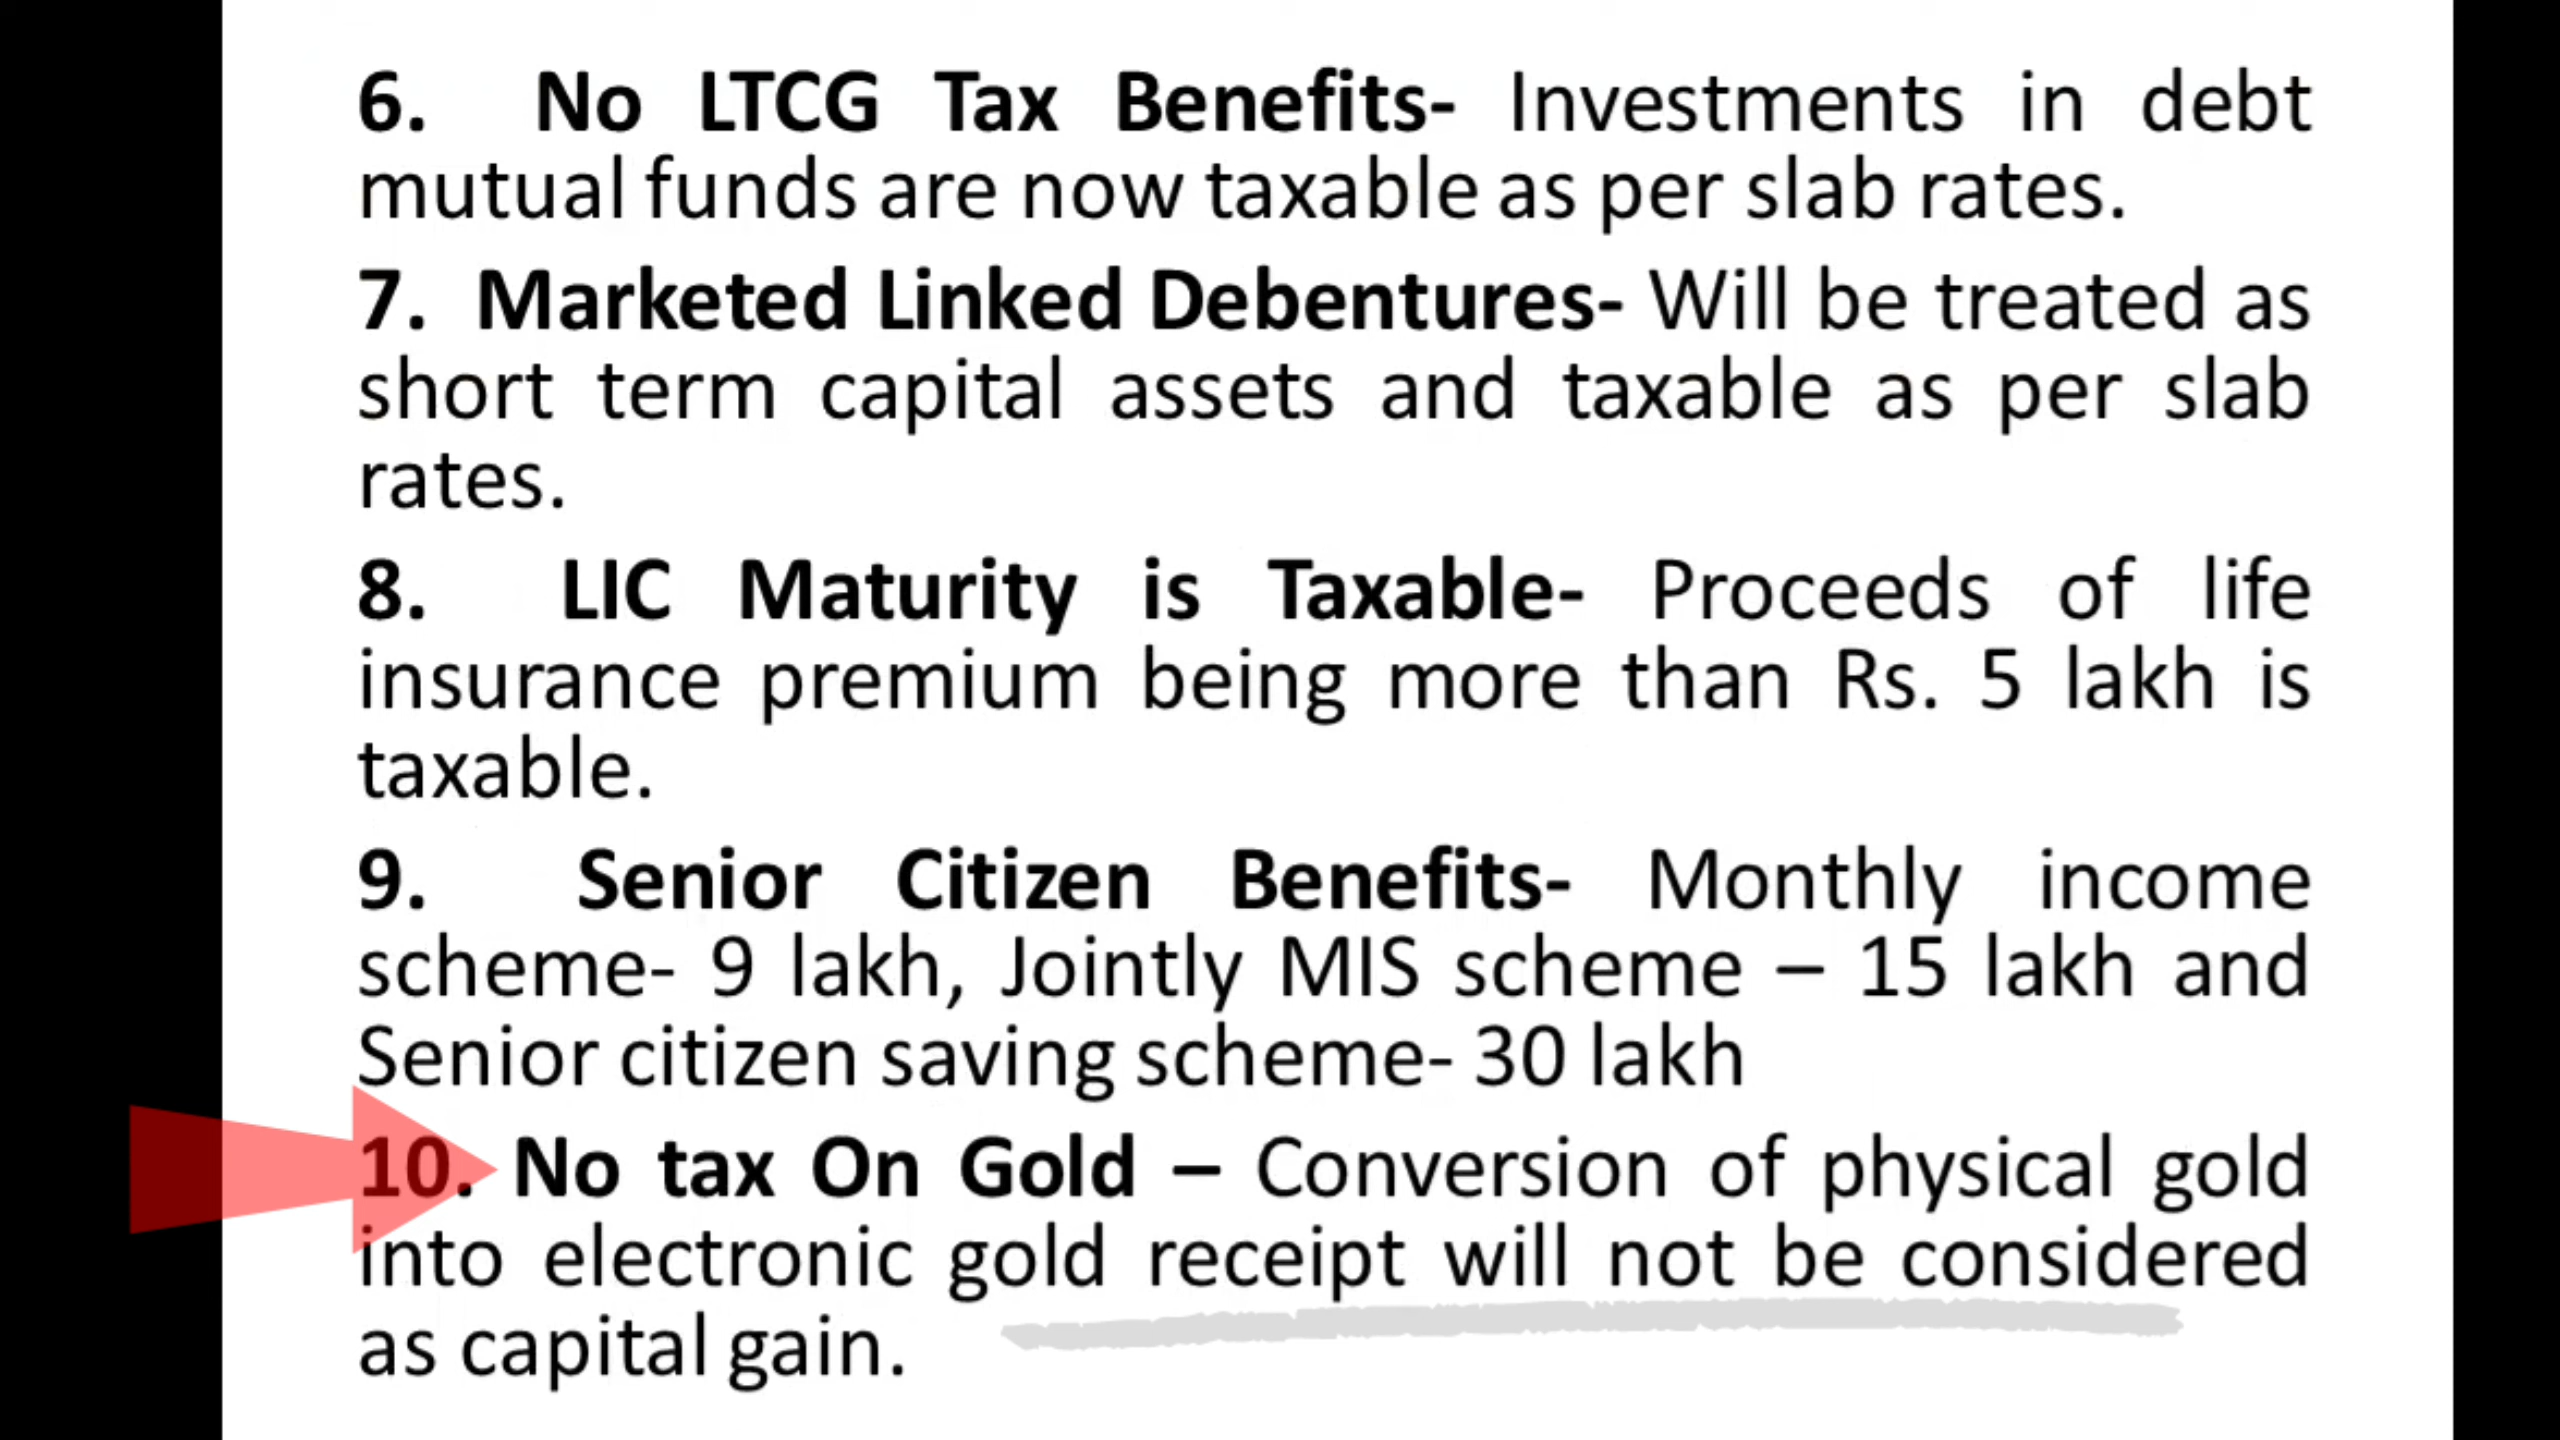 6. No LTCG Tax Benefits- Investments in debt
mutual funds are now taxable as per slab rates.
7. Marketed Linked Debentures- Will be treated as
short term capital assets and taxable as per slab
rates.
8. LIC Maturity is Taxable- Proceeds of life
insurance premium being more than Rs. 5 lakh is
taxable.
9. Senior Citizen Benefits- Monthly income
scheme- 9 lakh, Jointly MIS scheme – 15 lakh and
Senior citizen saving scheme- 30 lakh
10. No tax On Gold – Conversion of physical gold
into electronic gold receipt will not be considered
as capital gain.